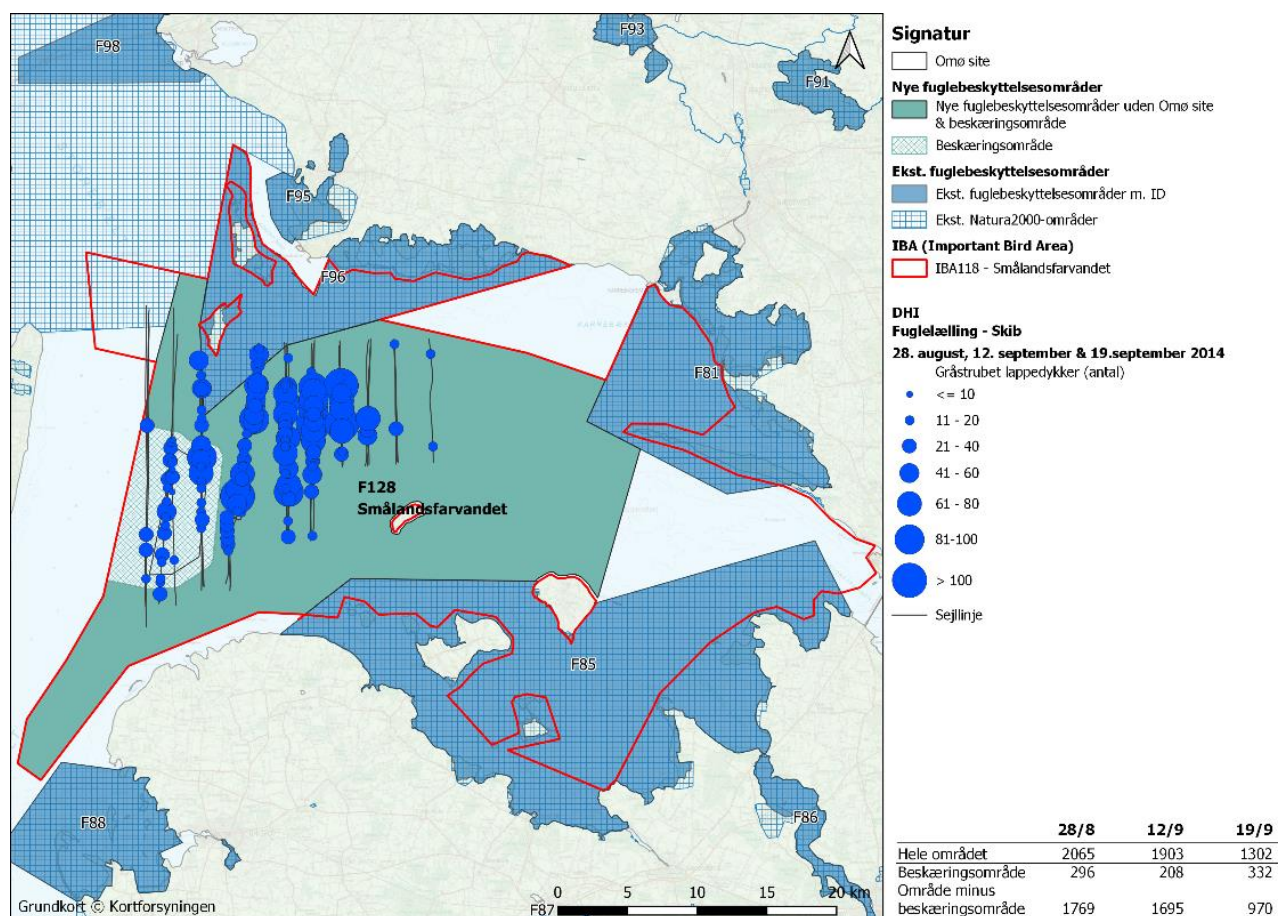 F98
F93
F91
F95
F96
F81
F128
Smålandsfarvandet
F85
F88
F86
F87
0 5 10 15 20 km
Grundkort © Kortforsyningen
Signatur
Omø site
Nye fuglebeskyttelsesområder
Nye fuglebeskyttelsesområder uden Omø site
& beskæringsområde
Beskæringsområde
Ekst. fuglebeskyttelsesområder
Ekst. fuglebeskyttelsesområder m. ID
Ekst. Natura2000-områder
IBA (Important Bird Area)
IBA118 - Smålandsfarvandet
DHI
Fuglelælling - Skib
28. august, 12. september & 19.september 2014
Gråstrubet lappedykker (antal)
<= 10
11 - 20
21 - 40
41 - 60
61 - 80
81-100
> 100
Sejllinje
28/8 12/9 19/9
Hele området 2065 1903 1302
Beskæringsområde 296 208 332
Område minus
beskæringsområde 1769 1695 970